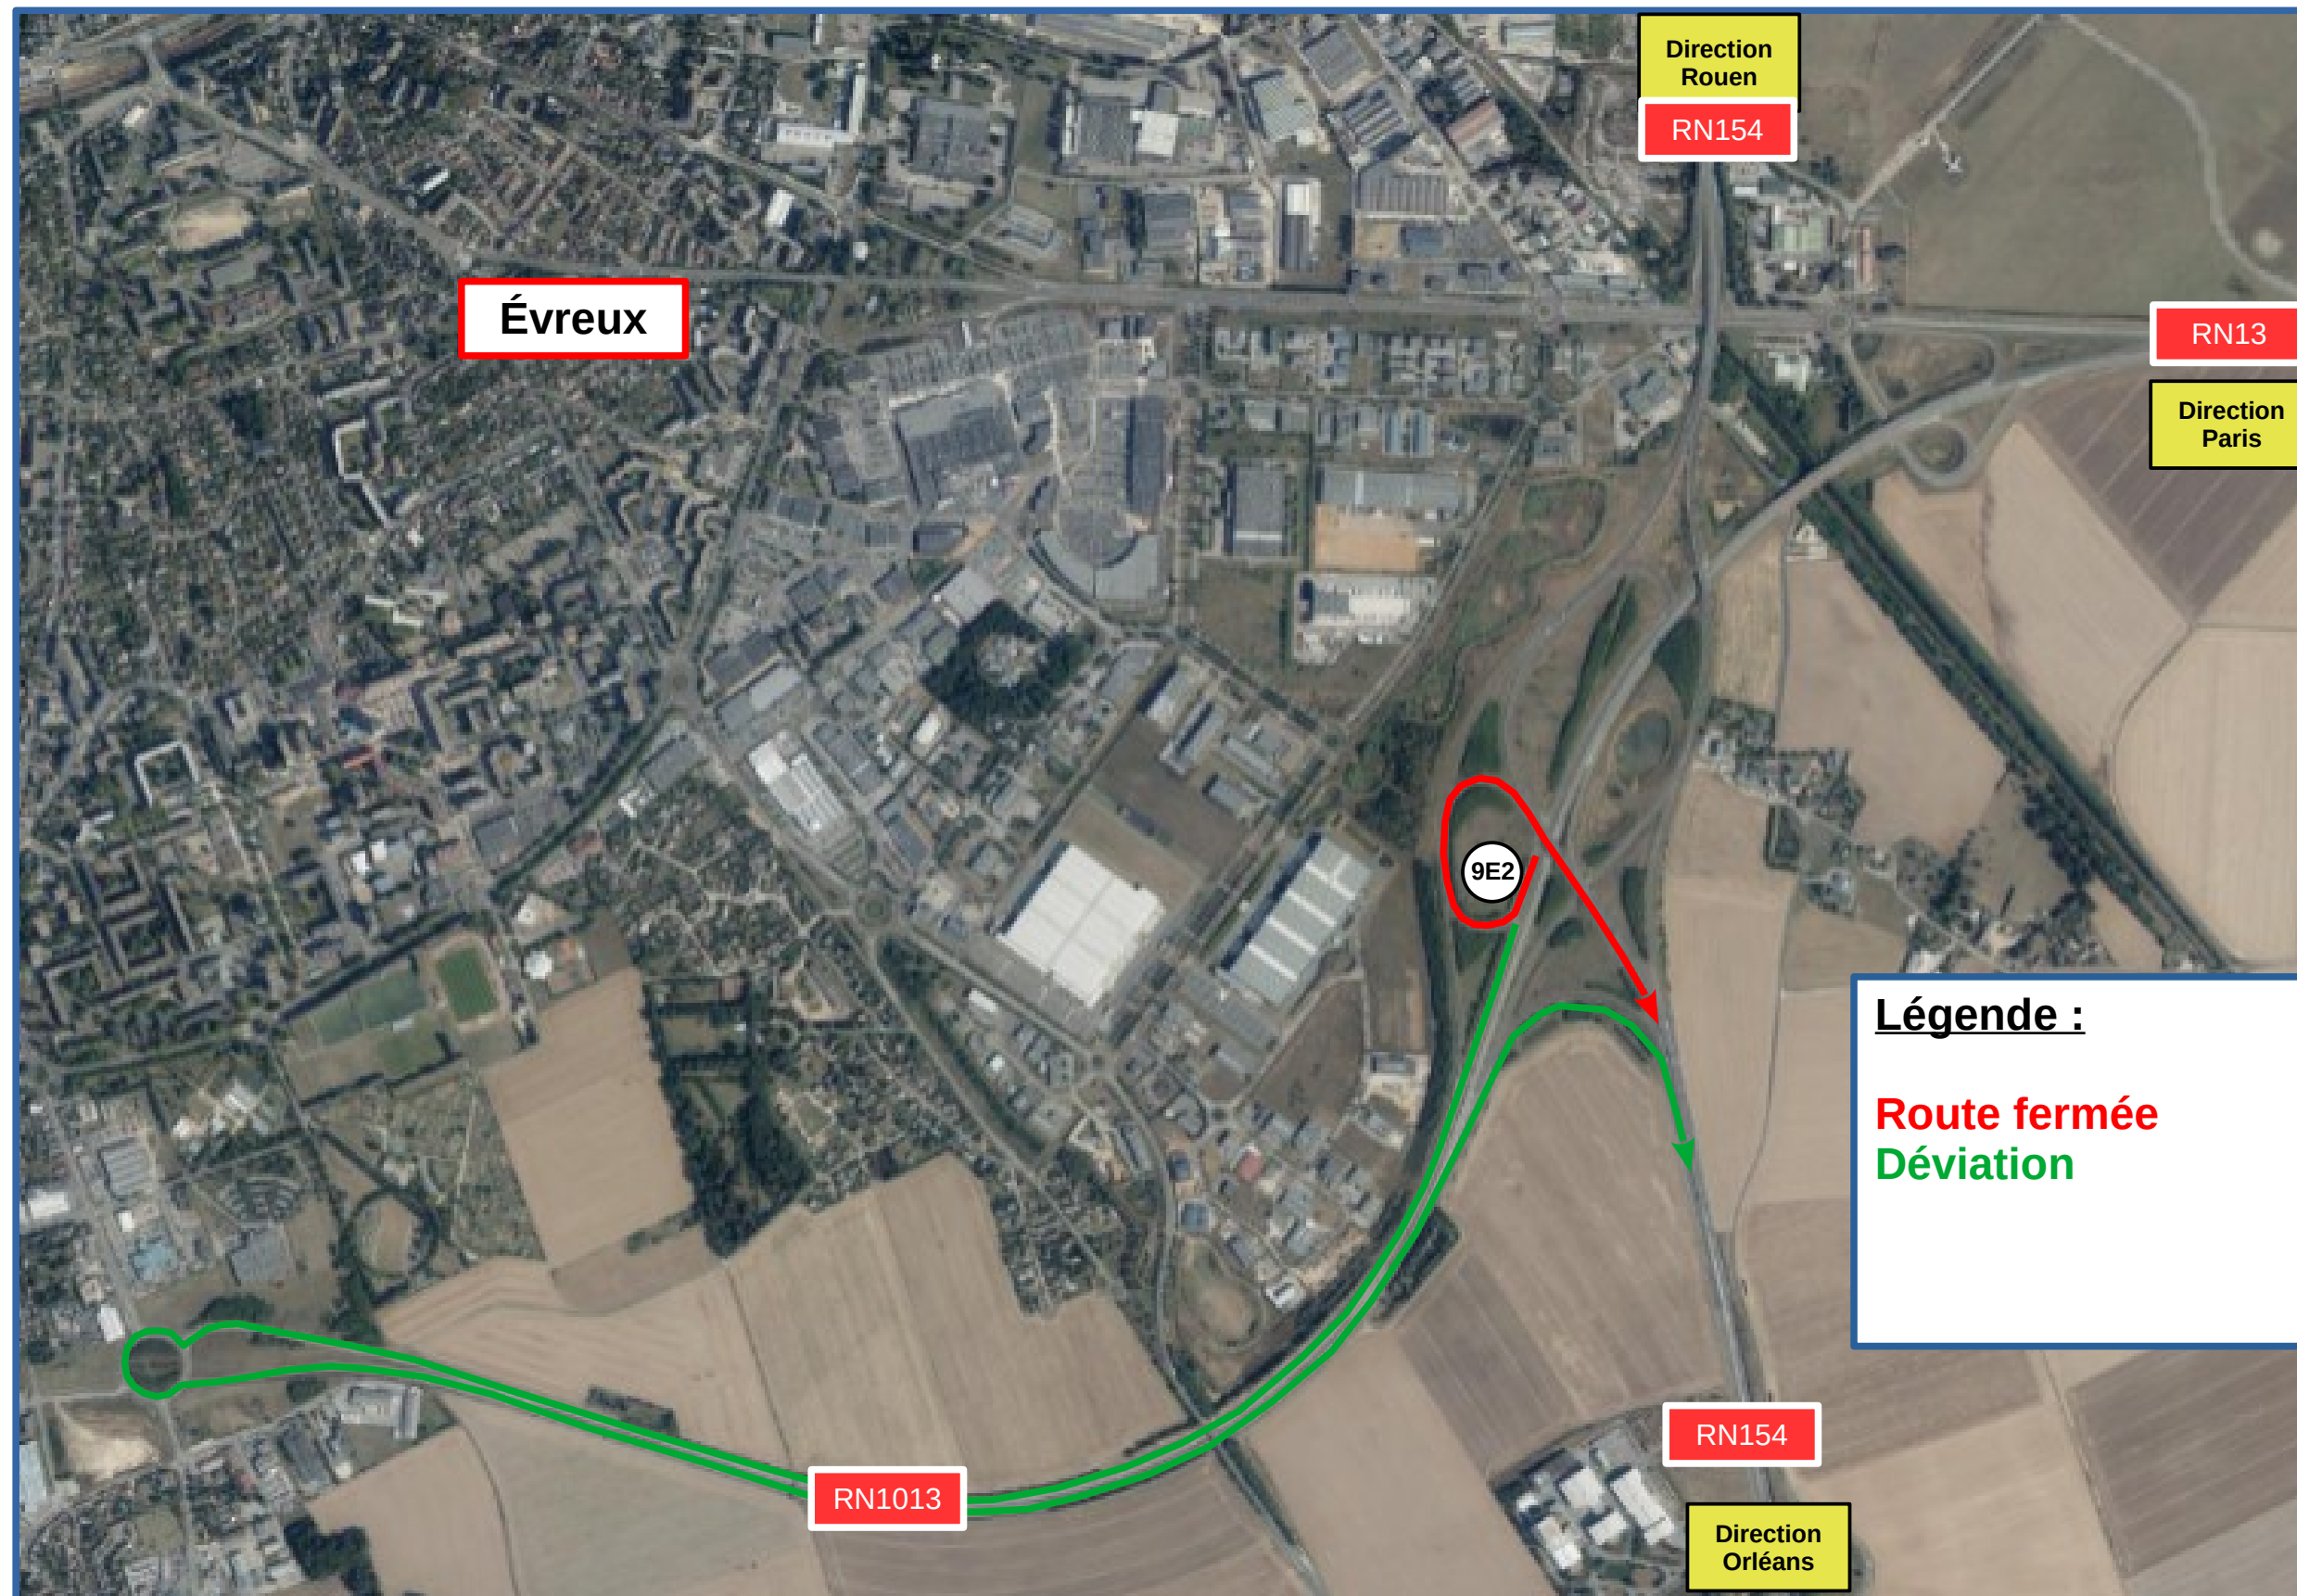 Direction
Rouen
RN154
Évreux
RN13
Direction
Paris
9E2
Légende :
Route fermée
Déviation
RN154
RN1013
Direction
Orléans